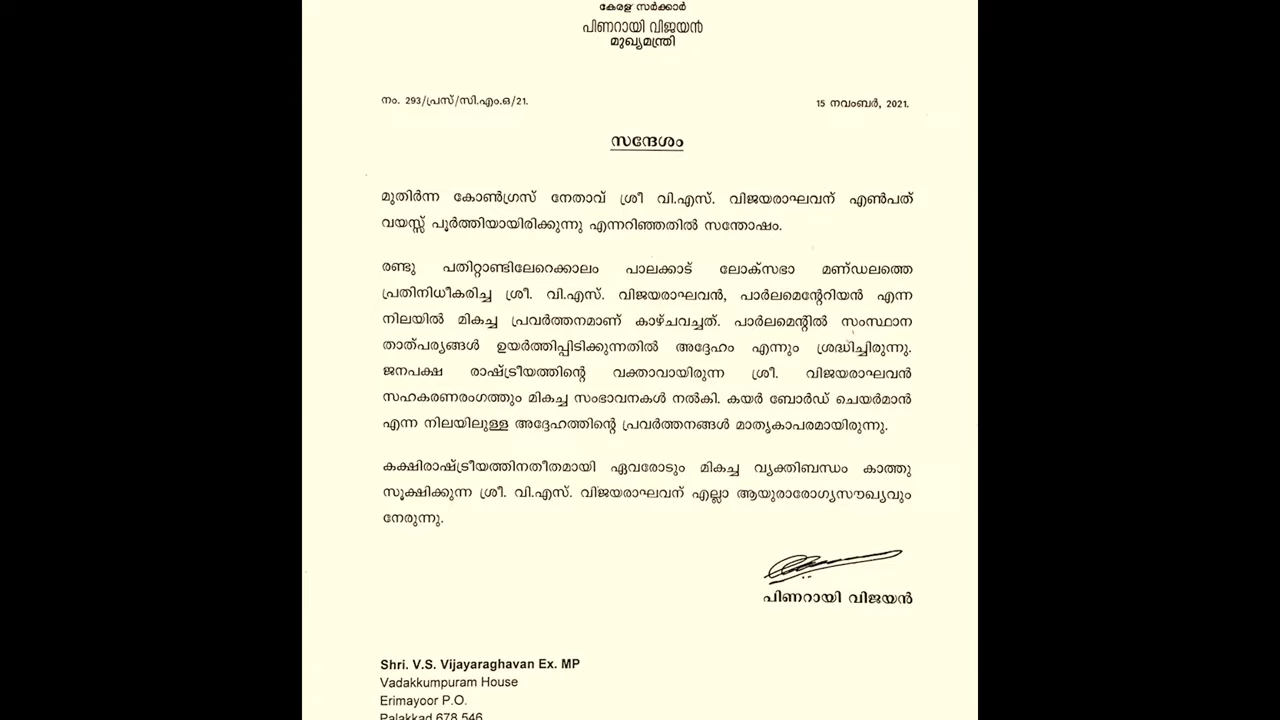 കേരള സർക്കാർ
പിണറായി വിജയൻ
മുഖ്യമന്ത്രി
നം. 293/പ്രസ്/സി.എം.ഒ/21.
15 നവംബർ, 2021.
സന്ദേശം
മുതിർന്ന കോൺഗ്രസ് നേതാവ് ശ്രീ വി.എസ്. വിജയരാഘവന് എൺപത്
വയസ്സ് പൂർത്തിയായിരിക്കുന്നു എന്നറിഞ്ഞതിൽ സന്തോഷം.
രണ്ടു പതിറ്റാണ്ടിലേറെക്കാലം പാലക്കാട് ലോക്സഭാ മണ്ഡലത്തെ
പ്രതിനിധീകരിച്ച ശ്രീ. വി.എസ്. വിജയരാഘവൻ, പാർലമെന്റേറിയൻ എന്ന
നിലയിൽ മികച്ച പ്രവർത്തനമാണ് കാഴ്ചവച്ചത്. പാർലമെന്റിൽ സംസ്ഥാന
താത്പര്യങ്ങൾ ഉയർത്തിപ്പിടിക്കുന്നതിൽ അദ്ദേഹം എന്നും ശ്രദ്ധിച്ചിരുന്നു.
ജനപക്ഷ രാഷ്ട്രീയത്തിന്റെ വക്താവായിരുന്ന ശ്രീ. വിജയരാഘവൻ
സഹകരണരംഗത്തും മികച്ച സംഭാവനകൾ നൽകി. കയർ ബോർഡ് ചെയർമാൻ
എന്ന നിലയിലുള്ള അദ്ദേഹത്തിന്റെ പ്രവർത്തനങ്ങൾ മാതൃകാപരമായിരുന്നു.
കക്ഷിരാഷ്ട്രീയത്തിനതീതമായി ഏവരോടും മികച്ച വ്യക്തിബന്ധം കാത്തു
സൂക്ഷിക്കുന്ന ശ്രീ. വി.എസ്. വിജയരാഘവന് എല്ലാ ആയുരാരോഗ്യസൗഖ്യവും
നേരുന്നു.
പിണറായി വിജയൻ
Shri. V.S. Vijayaraghavan Ex. MP
Vadakkumpuram House
Erimayoor P.O.
Palakkad 678 546